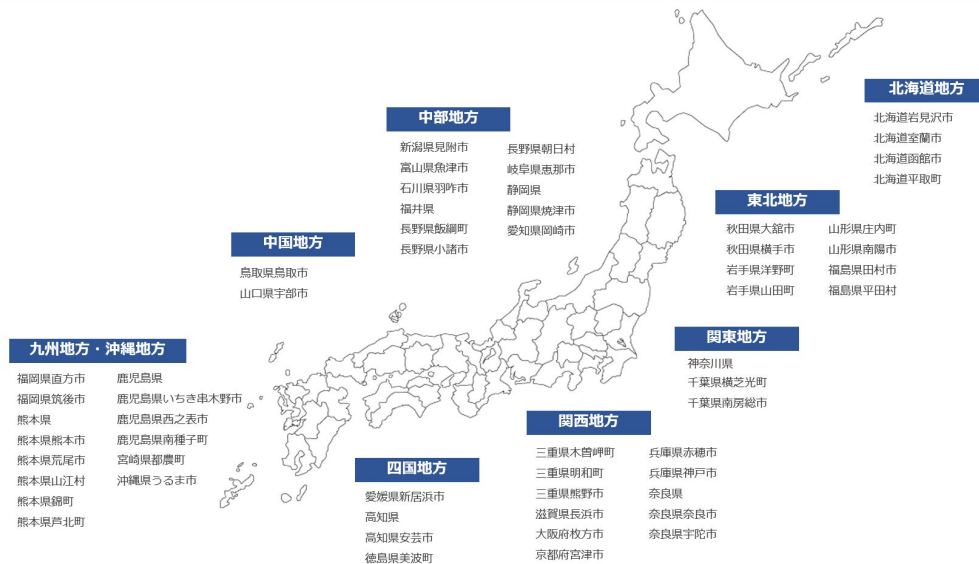 北海道地方
北海道岩見沢市
北海道室蘭市
北海道函館市
北海道平取町
中部地方
新潟県見附市
富山県魚津市
石川県羽咋市
福井県
長野県飯綱町
長野県小諸市
長野県朝日村
岐阜県恵那市
静岡県
静岡県焼津市
愛知県岡崎市
東北地方
秋田県大舘市
秋田県横手市
岩手県洋野町
岩手県山田町
山形県庄内町
山形県南陽市
福島県田村市
福島県平田村
中国地方
鳥取県鳥取市
山口県宇部市
関東地方
神奈川県
千葉県横芝光町
千葉県南房総市
九州地方・沖縄地方
福岡県直方市
福岡県筑後市
熊本県
熊本県熊本市
熊本県荒尾市
熊本県山江村
熊本県錦町
熊本県芦北町
鹿児島県
鹿児島県いちき串木野市
鹿児島県西之表市
鹿児島県南種子町
宮崎県都農町
沖縄県うるま市
関西地方
三重県木曽岬町
三重県明和町
三重県熊野市
滋賀県長浜市
大阪府枚方市
京都府宮津市
兵庫県赤穂市
兵庫県神戸市
奈良県
奈良県奈良市
奈良県宇陀市
四国地方
愛媛県新居浜市
高知県
高知県安芸市
徳島県美波町